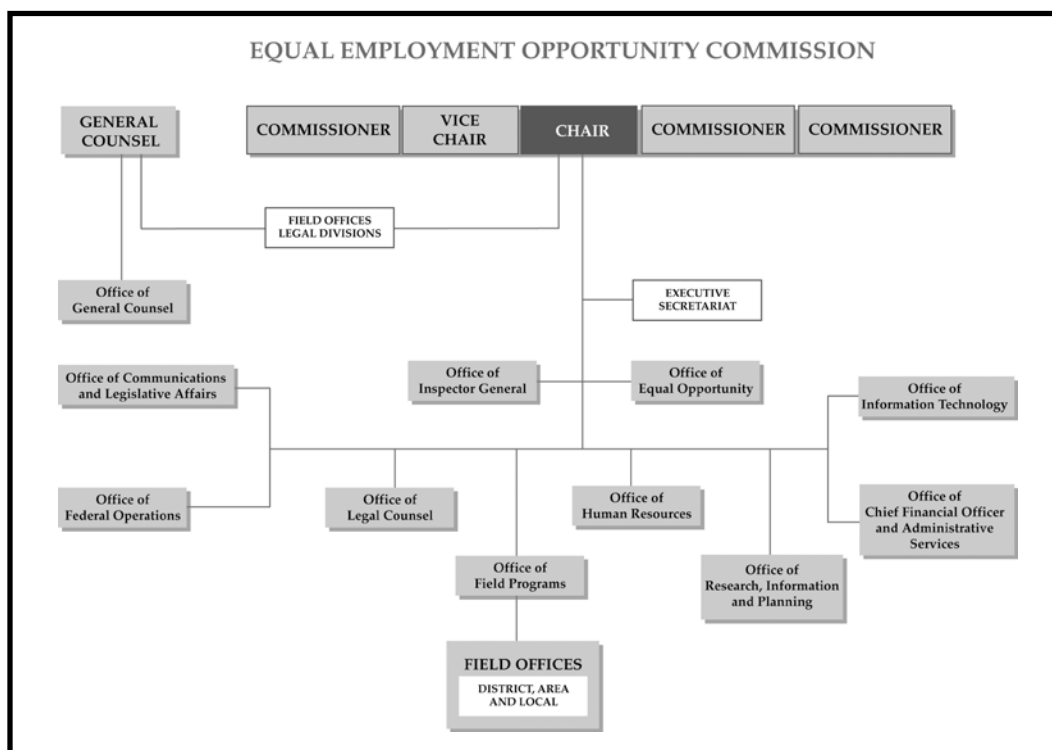 EQUAL EMPLOYMENT OPPORTUNITY COMMISSION
GENERAL
COUNSEL
COMMISSIONER
VICE
CHAIR
CHAIR
COMMISSIONER
COMMISSIONER
FIELD OFFICES
LEGAL DIVISIONS
Office of
General Counsel
EXECUTIVE
SECRETARIAT
Office of Communications
and Legislative Affairs
Office of
Inspector General
Office of
Equal Opportunity
Office of
Information Technology
Office of
Federal Operations
Office of
Legal Counsel
Office of
Human Resources
Office of
Chief Financial Officer
and Administrative
Services
Office of
Field Programs
Office of
Research, Information
and Planning
FIELD OFFICES
DISTRICT, AREA
AND LOCAL